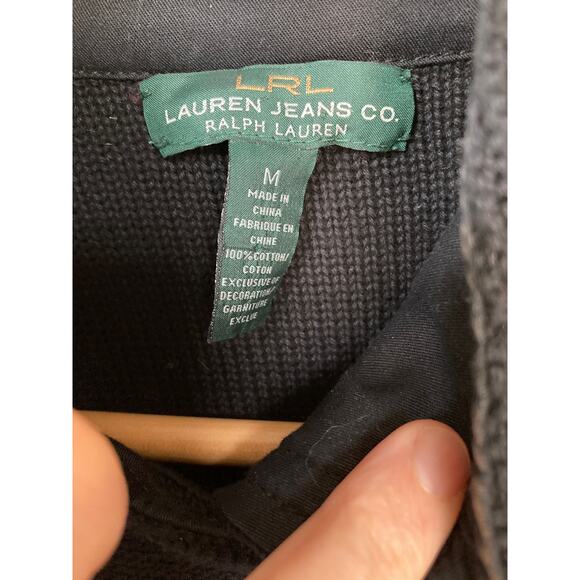 LRL
LAUREN JEANS CO.
RALPH LAUREN
M
MADE IN
CHINA
FABRIQUE EN
CHINE
100% COTTON/
COTON
EXCLUSIVE OF
DECORATION/
GARNITURE
EXCLUE